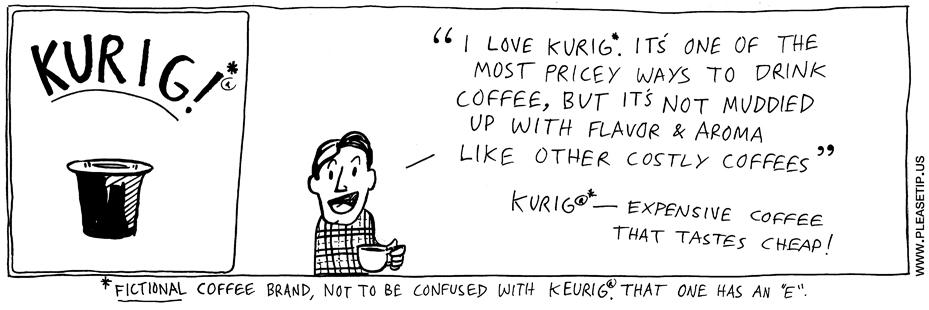 KURIG!*®
“I LOVE KURIG*. IT'S ONE OF THE
MOST PRICEY WAYS TO DRINK
COFFEE, BUT IT'S NOT MUDDIED
UP WITH FLAVOR & AROMA
LIKE OTHER COSTLY COFFEES”
KURIG®* — EXPENSIVE COFFEE
THAT TASTES CHEAP!
WWW.PLEASETIP.US
*FICTIONAL COFFEE BRAND, NOT TO BE CONFUSED WITH KEURIG®. THAT ONE HAS AN "E".